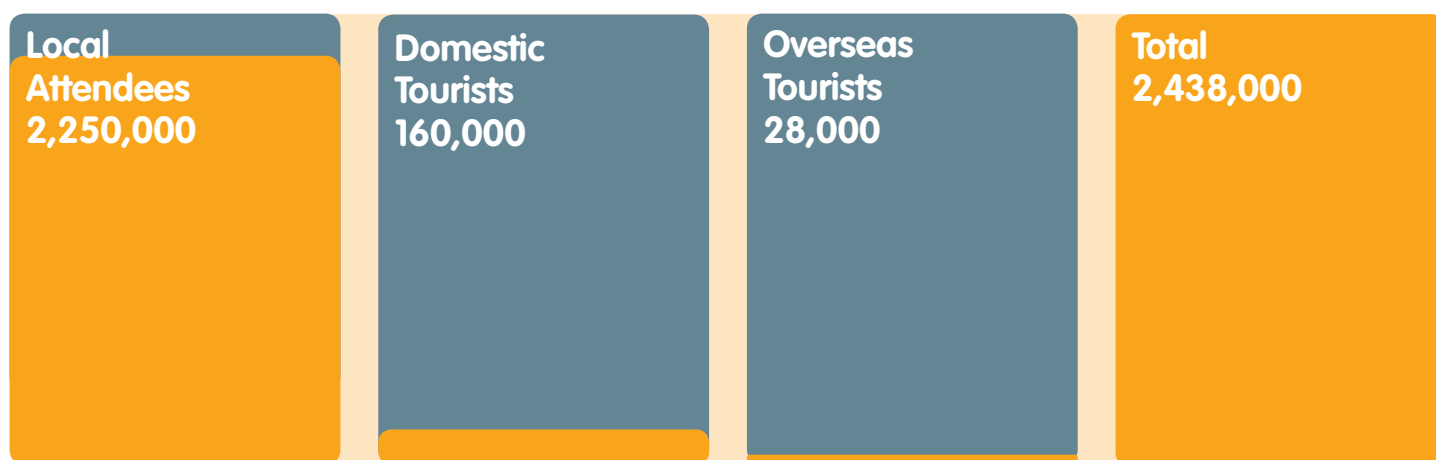 Local
Attendees
2,250,000
Domestic
Tourists
160,000
Overseas
Tourists
28,000
Total
2,438,000